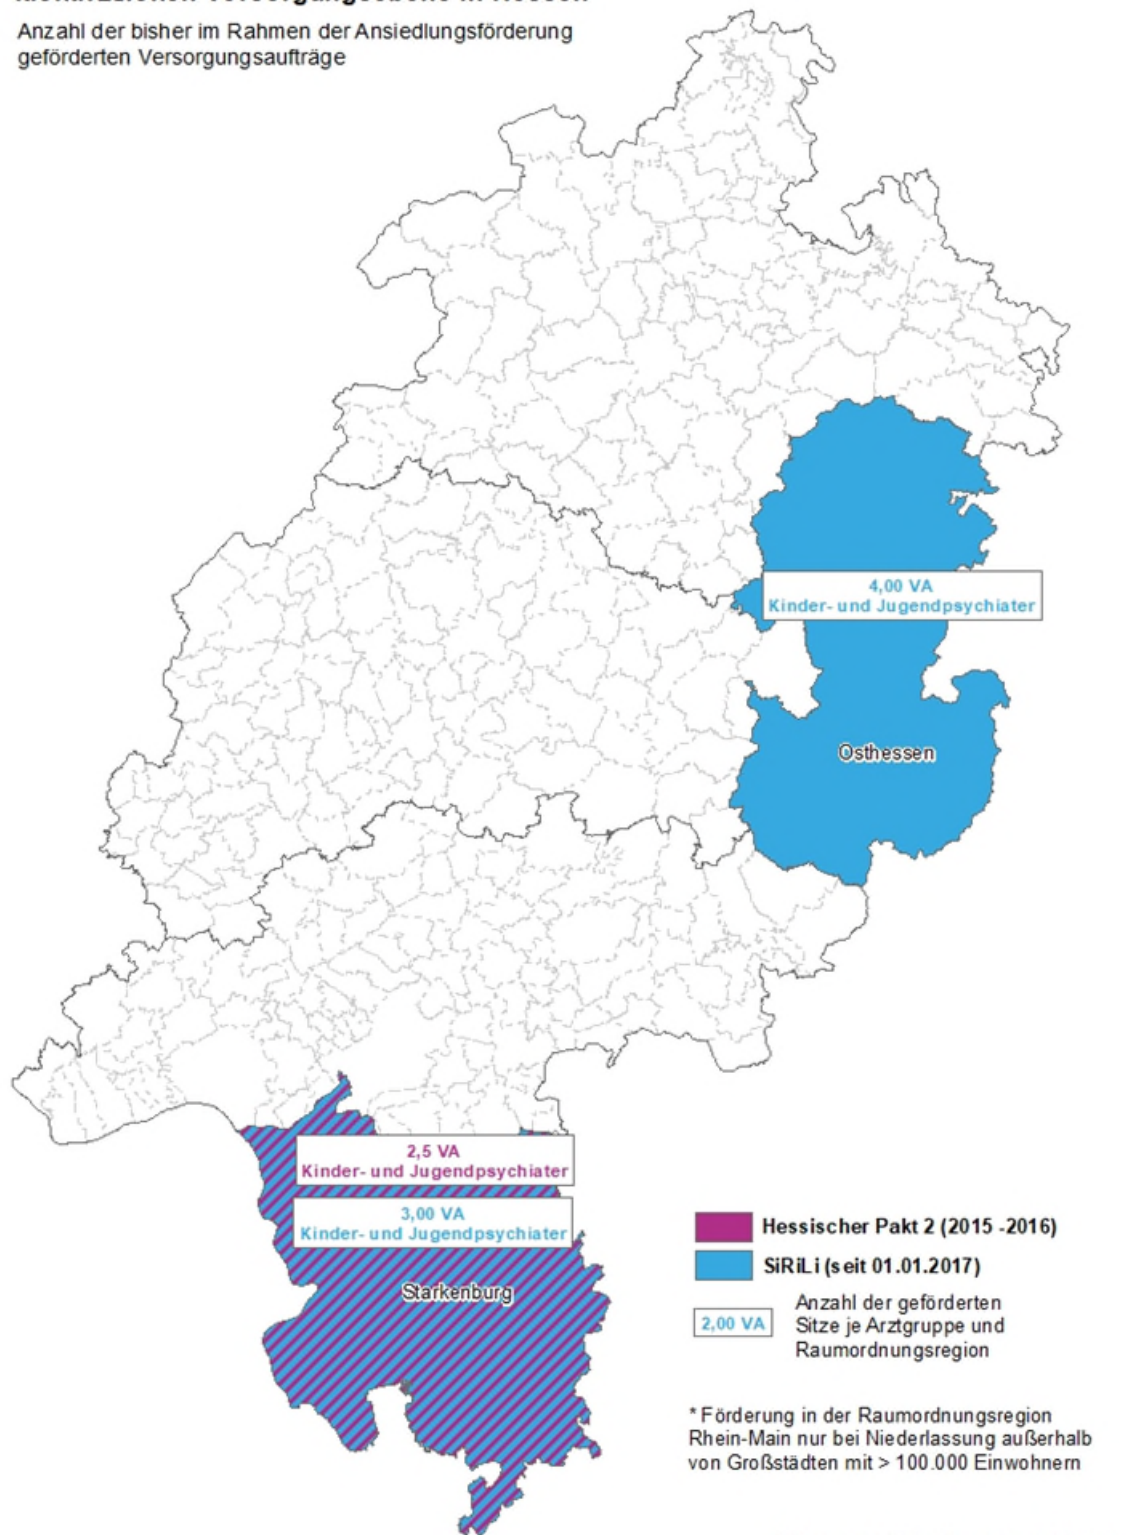 Anzahl der bisher im Rahmen der Ansiedlungsförderung
geförderten Versorgungsaufträge
4,00 VA
Kinder- und Jugendpsychiater
Osthessen
2,5 VA
Kinder- und Jugendpsychiater
3,00 VA
Kinder- und Jugendpsychiater
Starkenburg
Hessischer Pakt 2 (2015 -2016)
SiRiLi (seit 01.01.2017)
2,00 VA
Anzahl der geförderten
Sitze je Arztgruppe und
Raumordnungsregion
* Förderung in der Raumordnungsregion
Rhein-Main nur bei Niederlassung außerhalb
von Großstädten mit > 100.000 Einwohnern